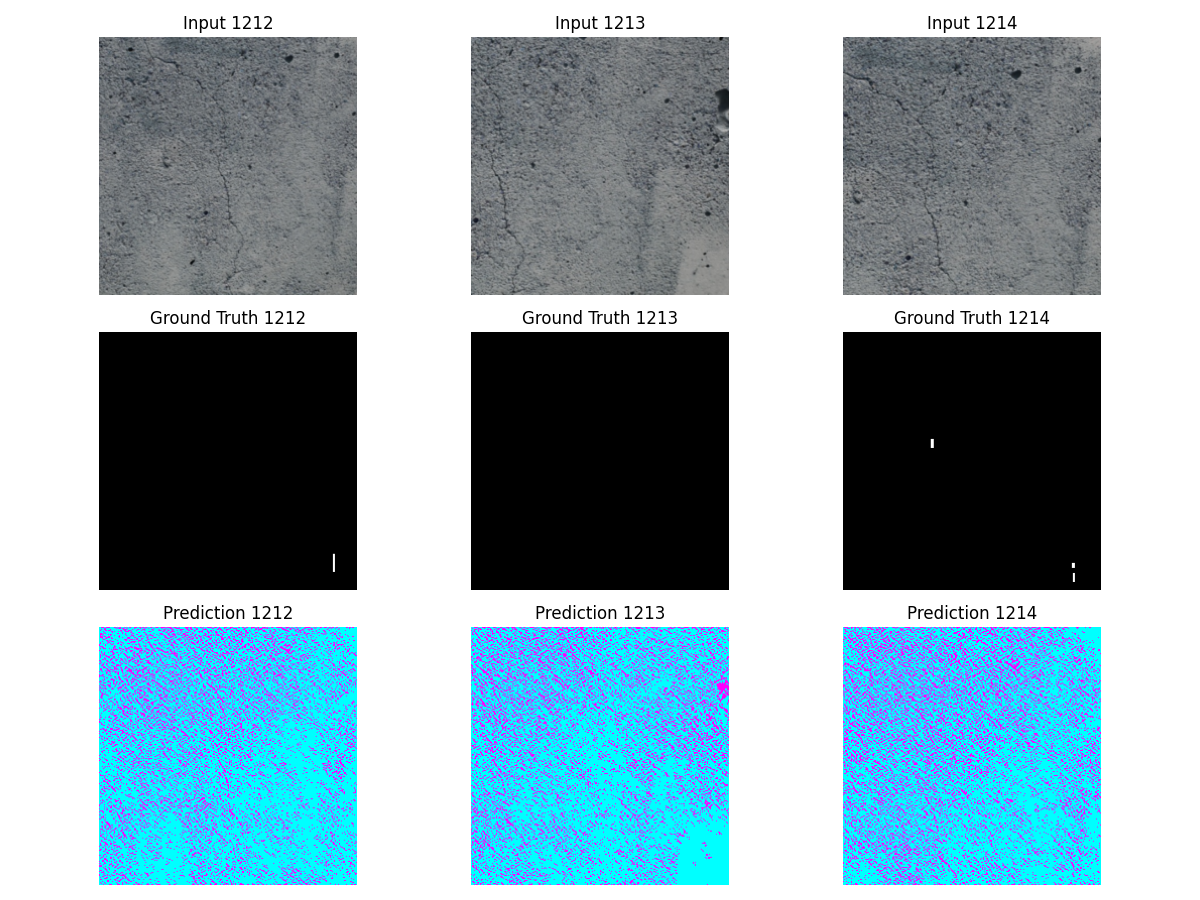 Input 1212
Input 1213
Input 1214
Ground Truth 1212
Ground Truth 1213
Ground Truth 1214
Prediction 1212
Prediction 1213
Prediction 1214